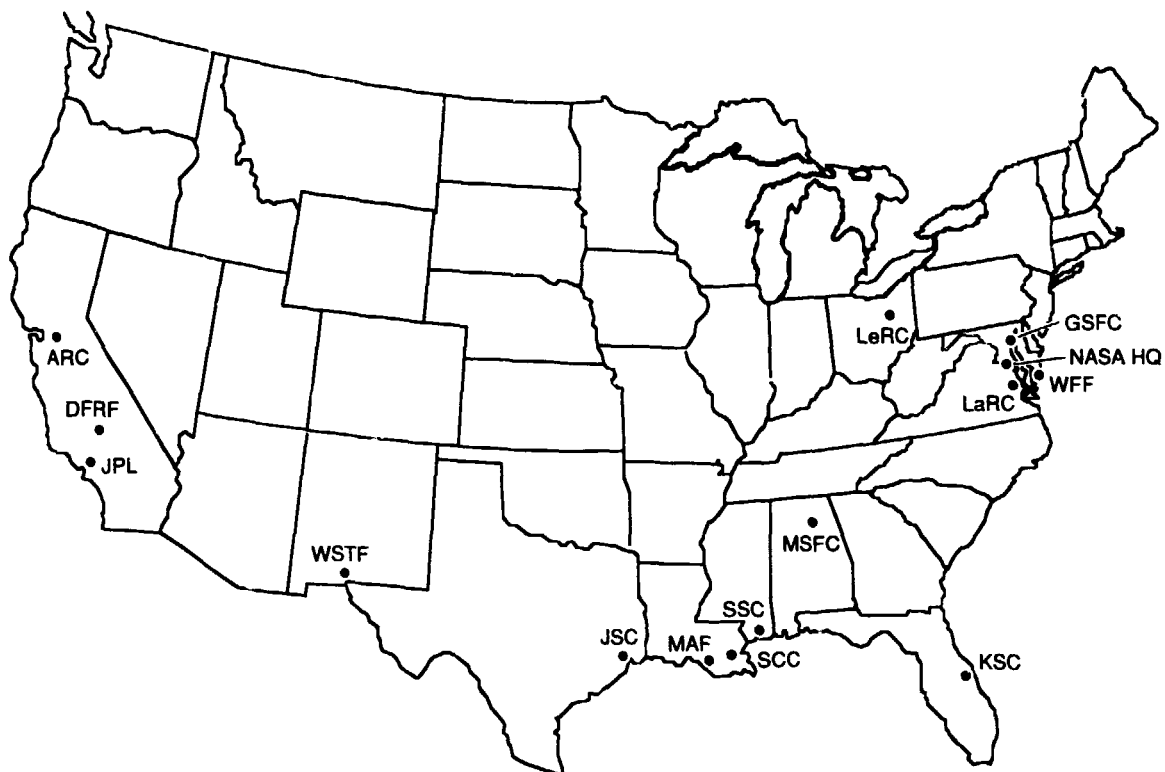 GSFC
LeRC
NASA HQ
ARC
WFF
LaRC
DFRF
JPL
MSFC
WSTF
SSC
JSC
MAF
SCC
KSC